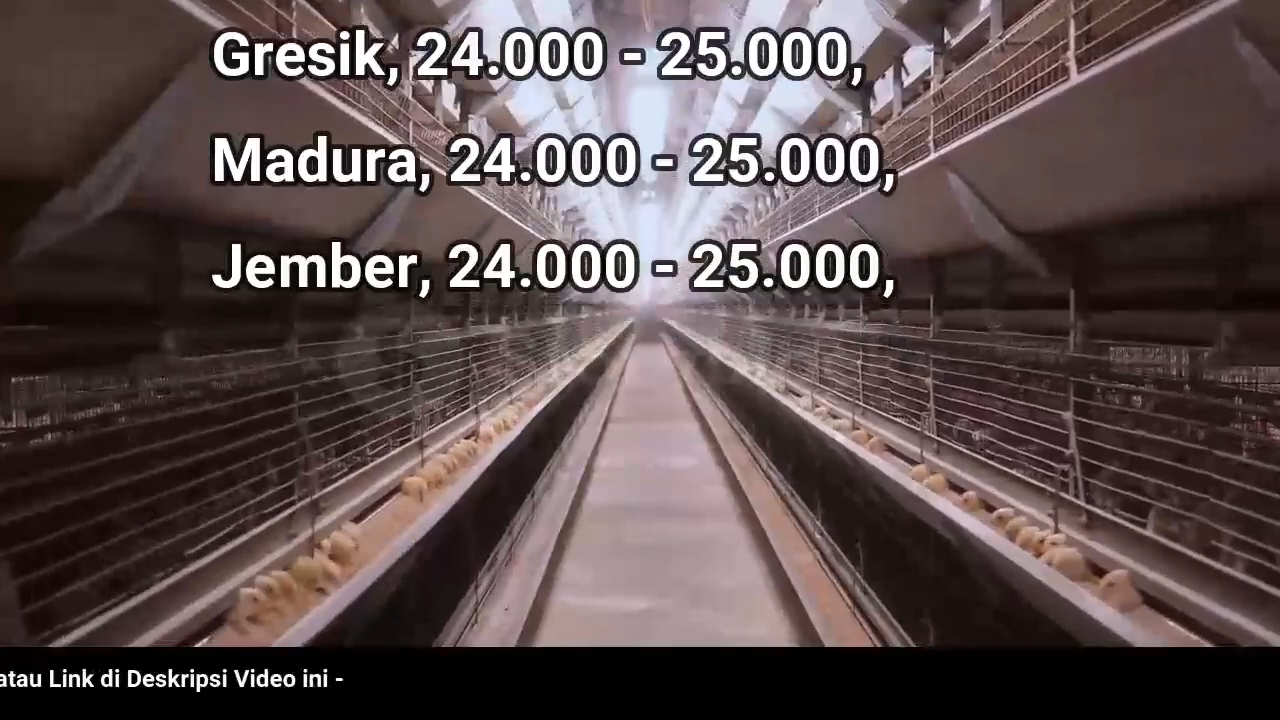 Gresik, 24.000 - 25.000,
Madura, 24.000 - 25.000,
Jember, 24.000 - 25.000,
atau Link di Deskripsi Video ini -